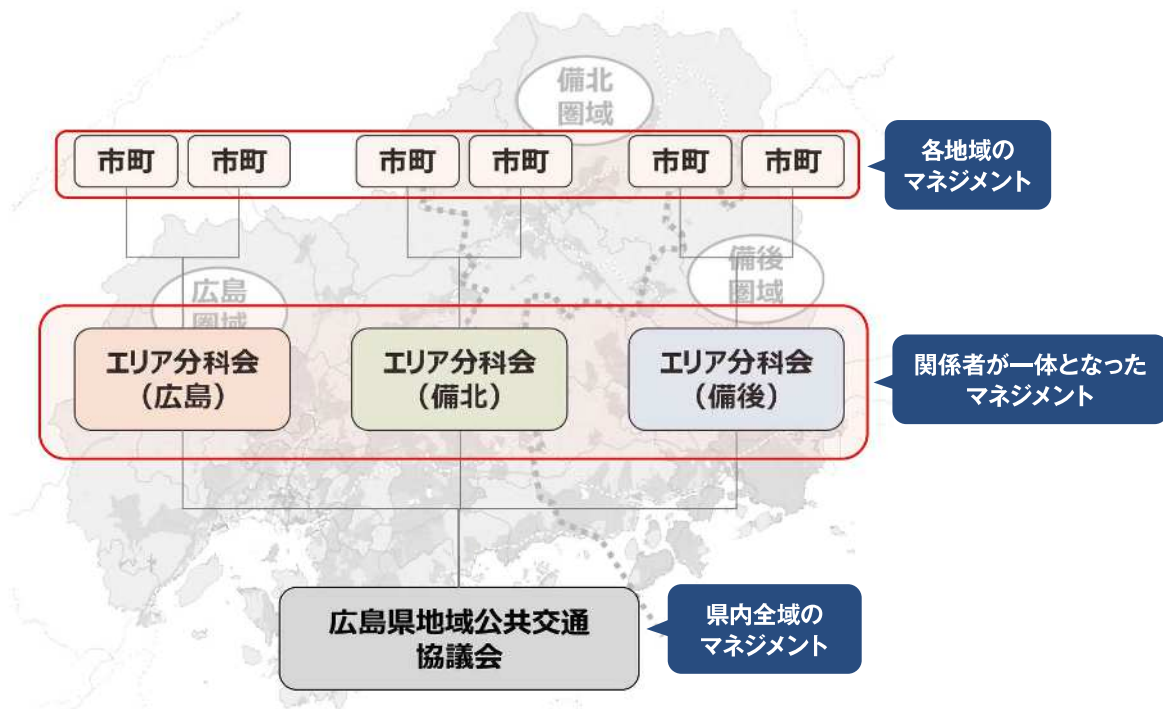 備北
圏域
市町
市町
市町
市町
市町
市町
各地域の
マネジメント
広島
圏域
備後
圏域
エリア分科会
（広島）
エリア分科会
（備北）
エリア分科会
（備後）
関係者が一体となった
マネジメント
広島県地域公共交通
協議会
県内全域の
マネジメント